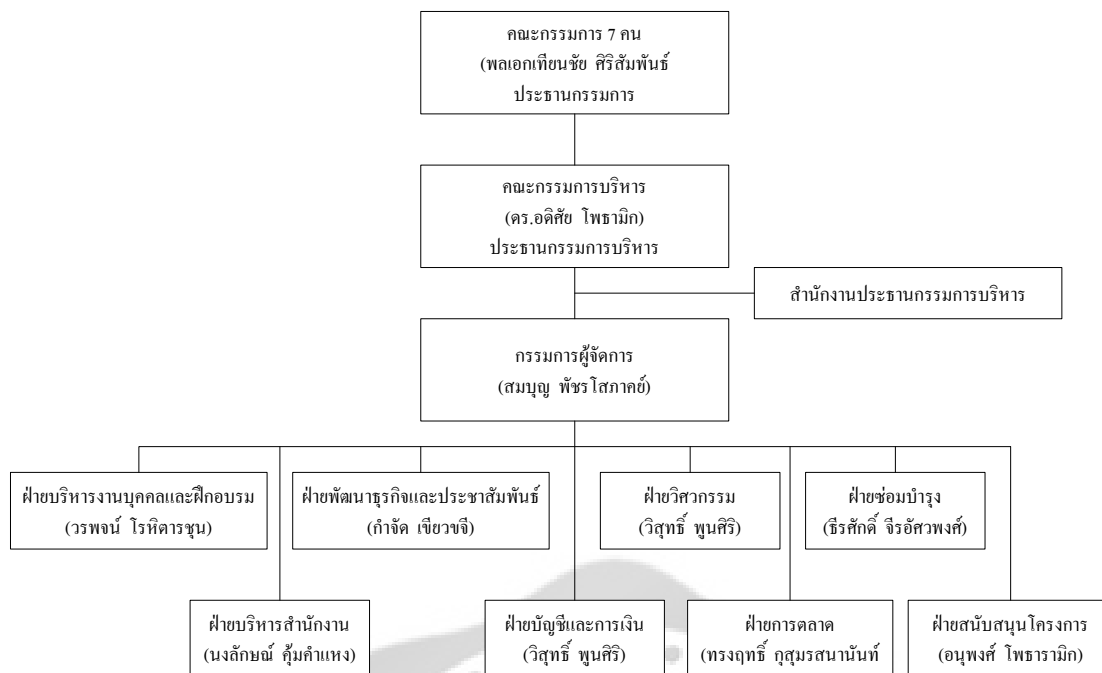 คณะกรรมการ 7 คน
(พลเอกเทียนชัย ศิริสัมพันธ์
ประธานกรรมการ
คณะกรรมการบริหาร
(ดร.อดิศัย โพธามิก)
ประธานกรรมการบริหาร
สำนักงานประธานกรรมการบริหาร
กรรมการผู้จัดการ
(สมบุญ พัชรโสภาคย์)
ฝ่ายบริหารงานบุคคลและฝึกอบรม
(วรพจน์ โรหิตารชุน)
ฝ่ายพัฒนาธุรกิจและประชาสัมพันธ์
(กำจัด เขียวขจี)
ฝ่ายวิศวกรรม
(วิสุทธิ์ พูนศิริ)
ฝ่ายซ่อมบำรุง
(ธีรศักดิ์ จีรอัศวพงศ์)
ฝ่ายบริหารสำนักงาน
(นงลักษณ์ คุ้มคำแหง)
ฝ่ายบัญชีและการเงิน
(วิสุทธิ์ พูนศิริ)
ฝ่ายการตลาด
(ทรงฤทธิ์ กุสุมรสนานันท์
ฝ่ายสนับสนุนโครงการ
(อนุพงศ์ โพธารามิก)